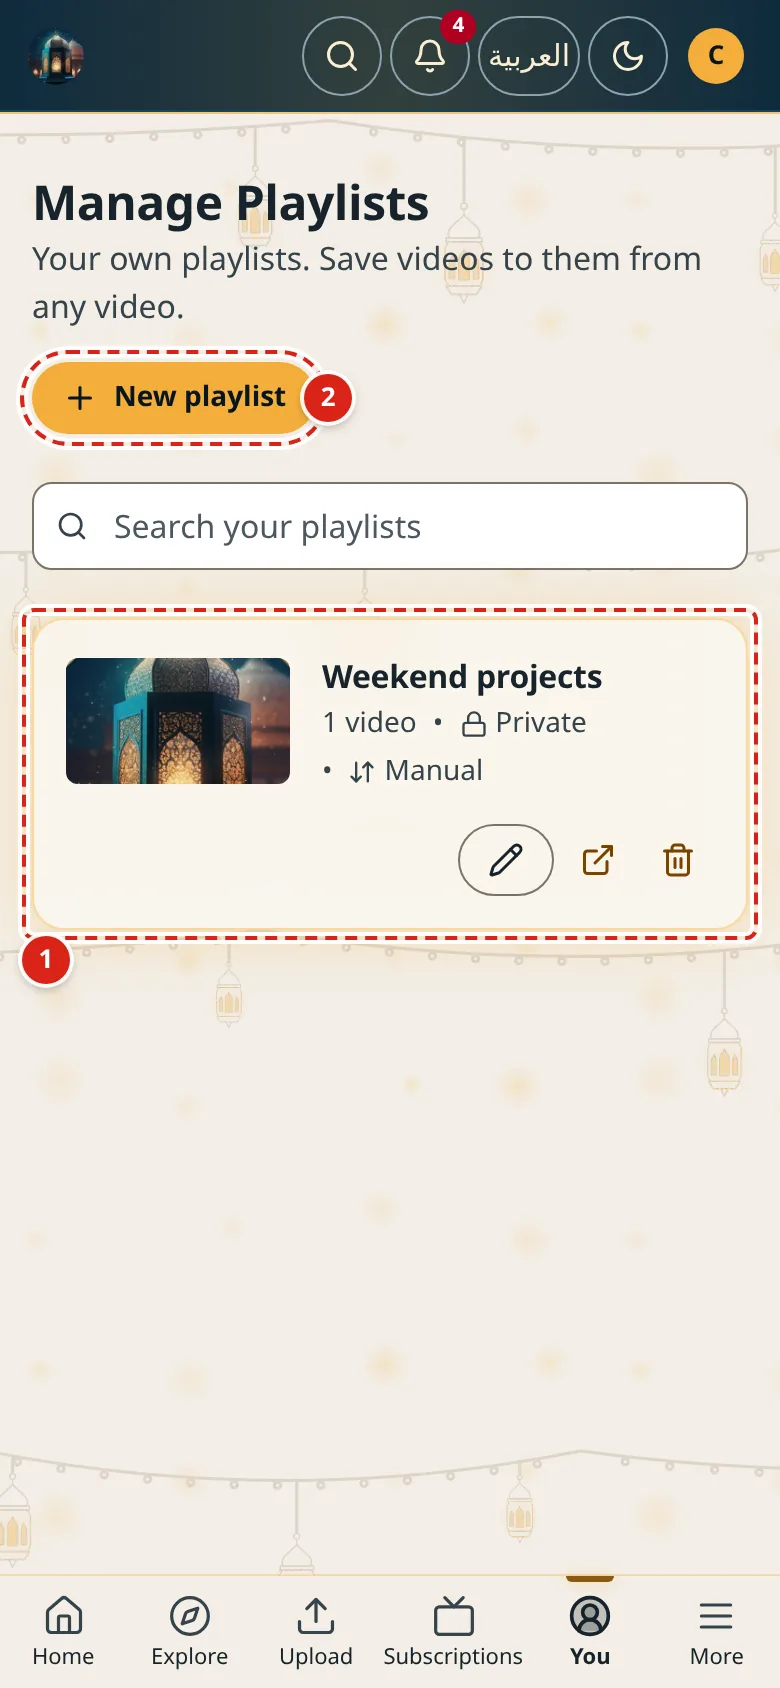 4
العربية
C
Manage Playlists
Your own playlists. Save videos to them from
any video.
New playlist
2
Search your playlists
Weekend projects
1 video • Private
• Manual
1
Home
Explore
Upload
Subscriptions
You
More